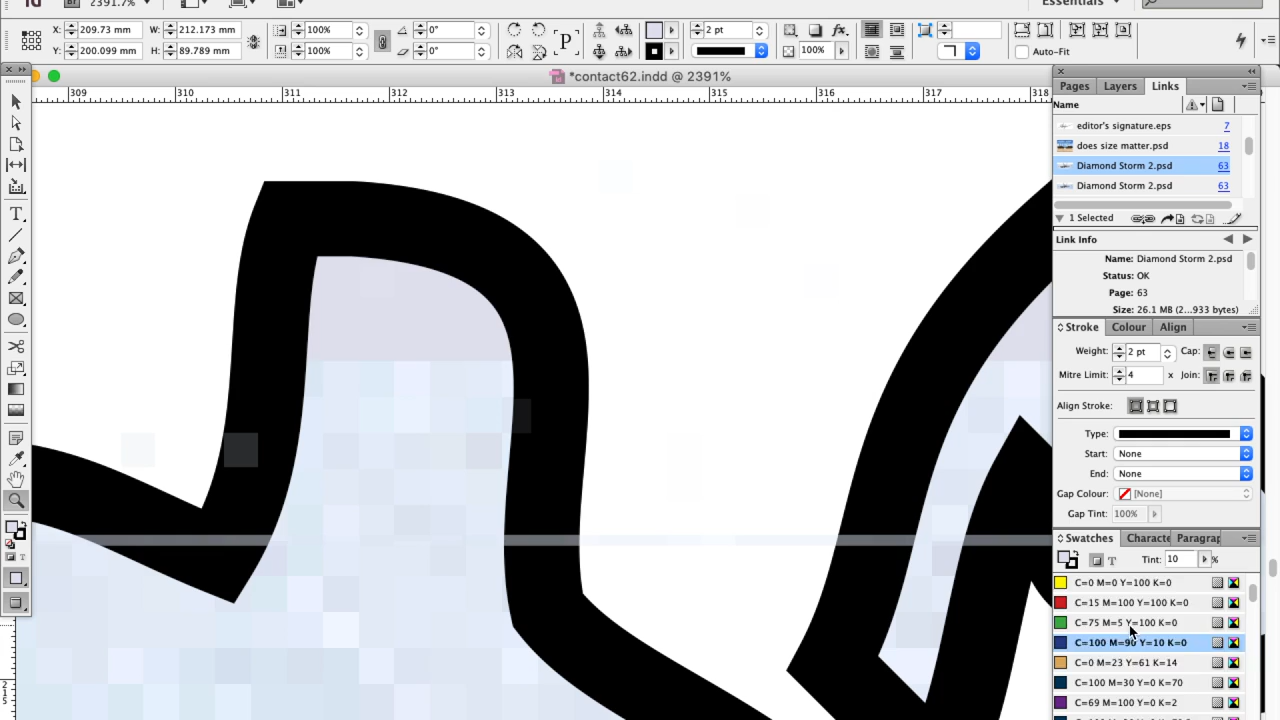 Id Br 2391.7% Essentials
X: 209.73 mm W: 212.173 mm 100% 0° P 2 pt fx.
Y: 200.099 mm H: 89.789 mm 100% 0° 100% Auto-Fit
*contact62.indd @ 2391%
309 310 311 312 313 314 315 316 317 318
Pages Layers Links
Name
editor's signature.eps 7
does size matter.psd 18
Diamond Storm 2.psd 63
Diamond Storm 2.psd 63
1 Selected
Link Info
Name: Diamond Storm 2.psd
Status: OK
Page: 63
Size: 26.1 MB (2...933 bytes)
Stroke Colour Align
Weight: 2 pt Cap:
Mitre Limit: 4 x Join:
Align Stroke:
Type:
Start: None
End: None
Gap Colour: [None]
Gap Tint: 100%
Swatches Characte Paragrap
T Tint: 10 %
C=0 M=0 Y=100 K=0
C=15 M=100 Y=100 K=0
C=75 M=5 Y=100 K=0
C=100 M=90 Y=10 K=0
C=0 M=23 Y=61 K=14
C=100 M=30 Y=0 K=70
C=69 M=100 Y=0 K=2
T
T
2
1
5